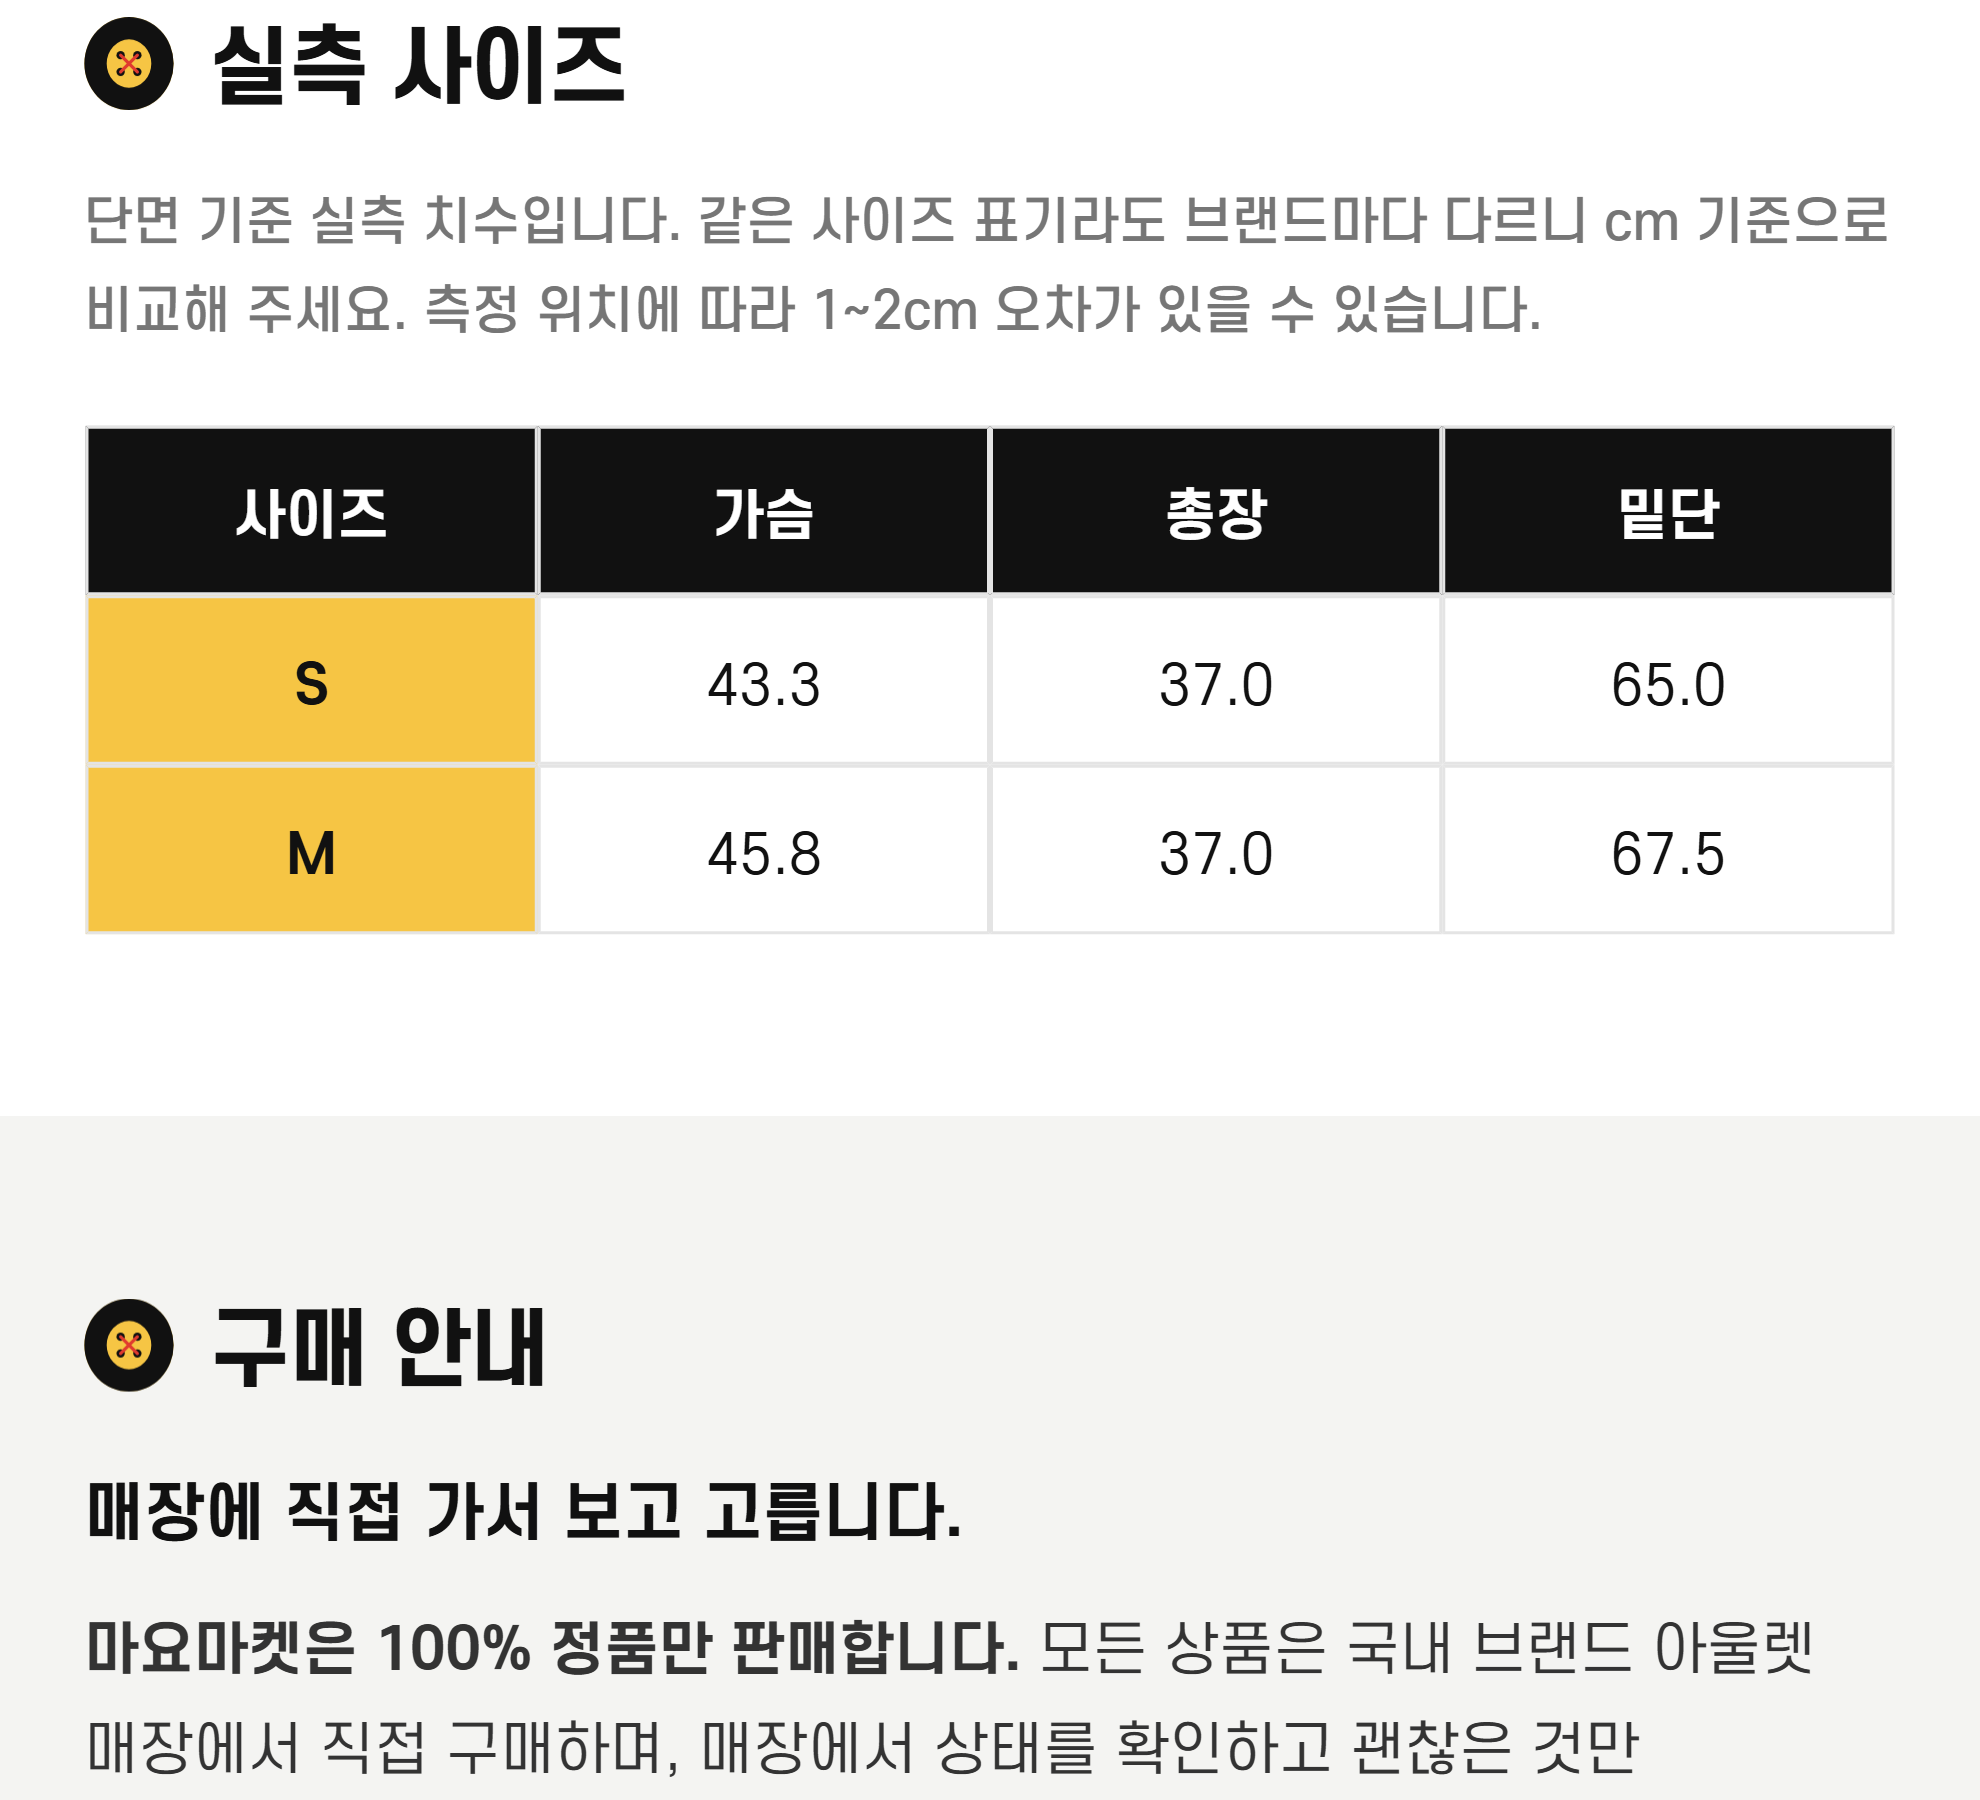 실측 사이즈
단면 기준 실측 치수입니다. 같은 사이즈 표기라도 브랜드마다 다르니 cm 기준으로
비교해 주세요. 측정 위치에 따라 1~2cm 오차가 있을 수 있습니다.
사이즈 가슴 총장 밑단
S 43.3 37.0 65.0
M 45.8 37.0 67.5
구매 안내
매장에 직접 가서 보고 고릅니다.
마요마켓은 100% 정품만 판매합니다. 모든 상품은 국내 브랜드 아울렛
매장에서 직접 구매하며, 매장에서 상태를 확인하고 괜찮은 것만